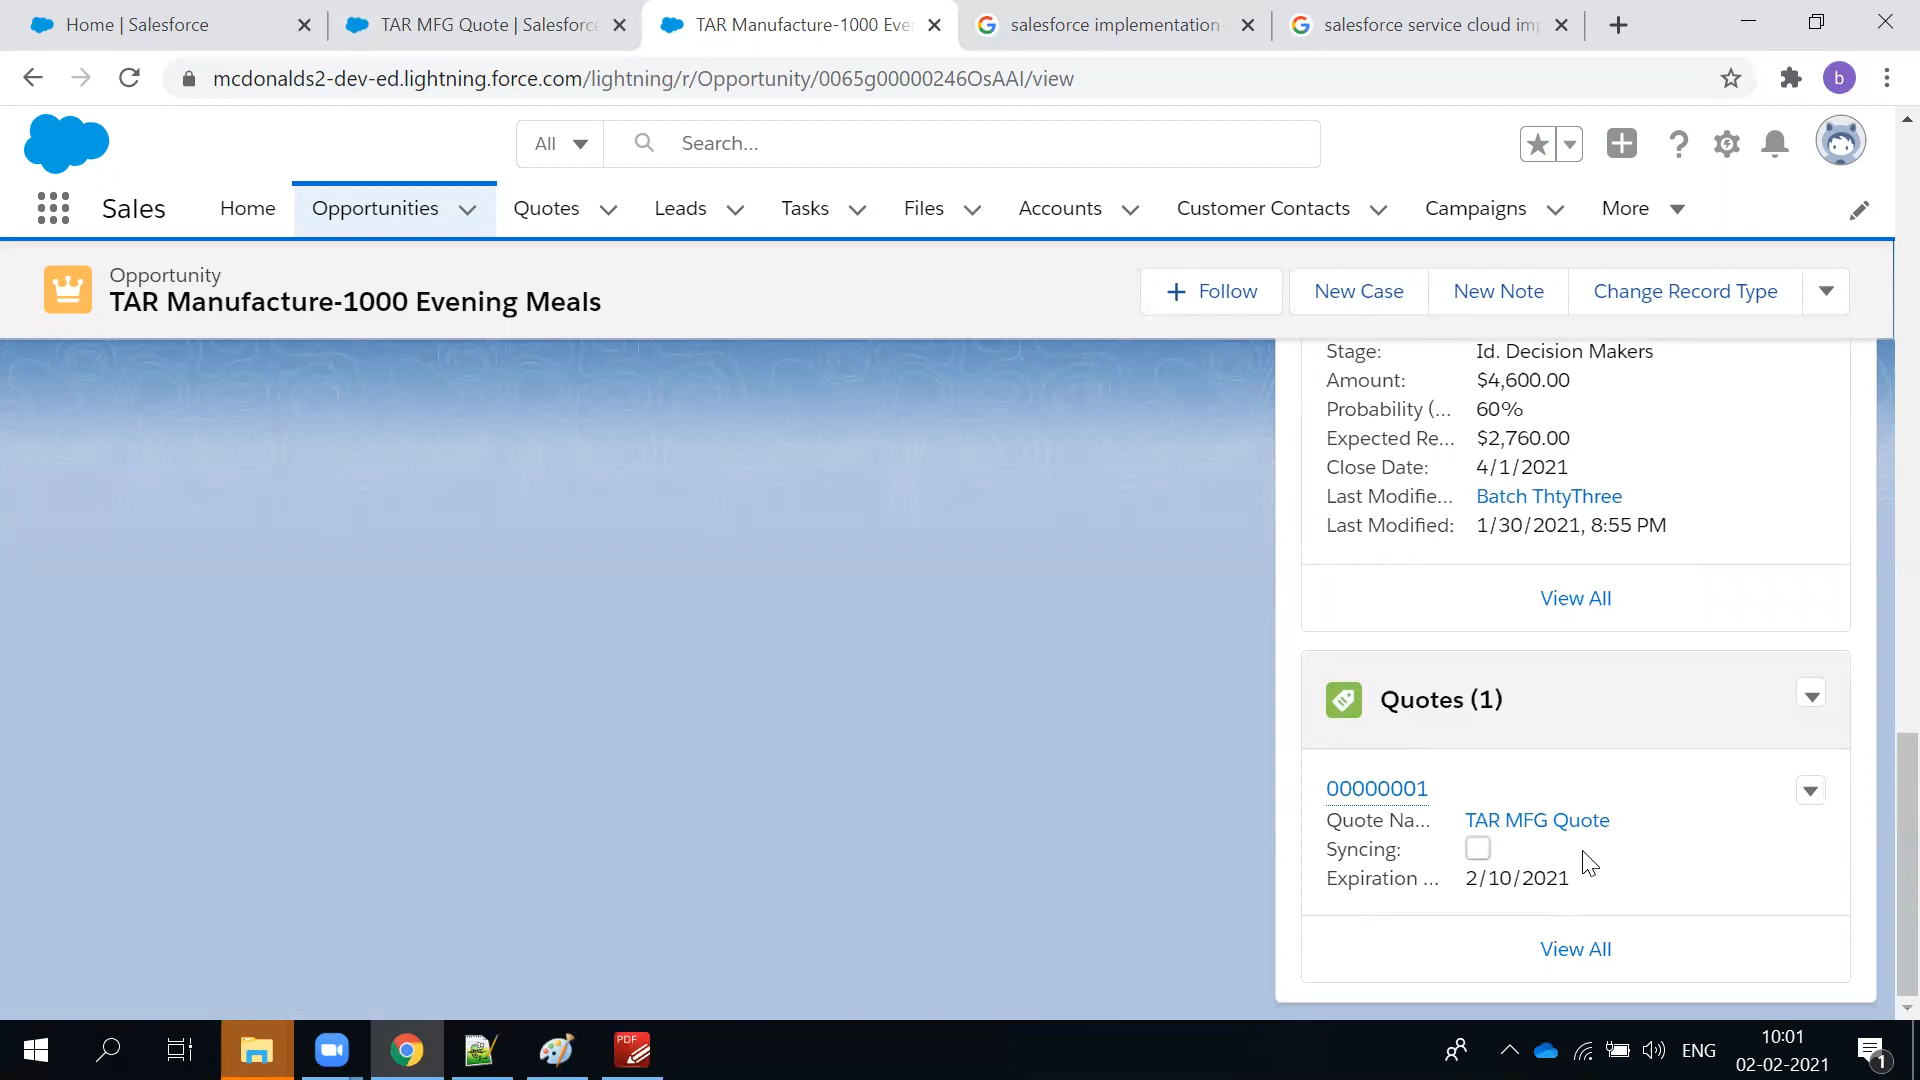 Home | Salesforce
TAR MFG Quote | Salesforce
TAR Manufacture-1000 Eve
salesforce implementation
salesforce service cloud im
mcdonalds2-dev-ed.lightning.force.com/lightning/r/Opportunity/0065g00000246OsAAI/view
b
All
Search...
Sales
Home
Opportunities
Quotes
Leads
Tasks
Files
Accounts
Customer Contacts
Campaigns
More
Opportunity
TAR Manufacture-1000 Evening Meals
Follow
New Case
New Note
Change Record Type
Stage: Id. Decision Makers
Amount: $4,600.00
Probability (... 60%
Expected Re... $2,760.00
Close Date: 4/1/2021
Last Modifie... Batch ThtyThree
Last Modified: 1/30/2021, 8:55 PM
View All
Quotes (1)
00000001
Quote Na... TAR MFG Quote
Syncing:
Expiration ... 2/10/2021
View All
PDF
ENG
10:01
02-02-2021
1